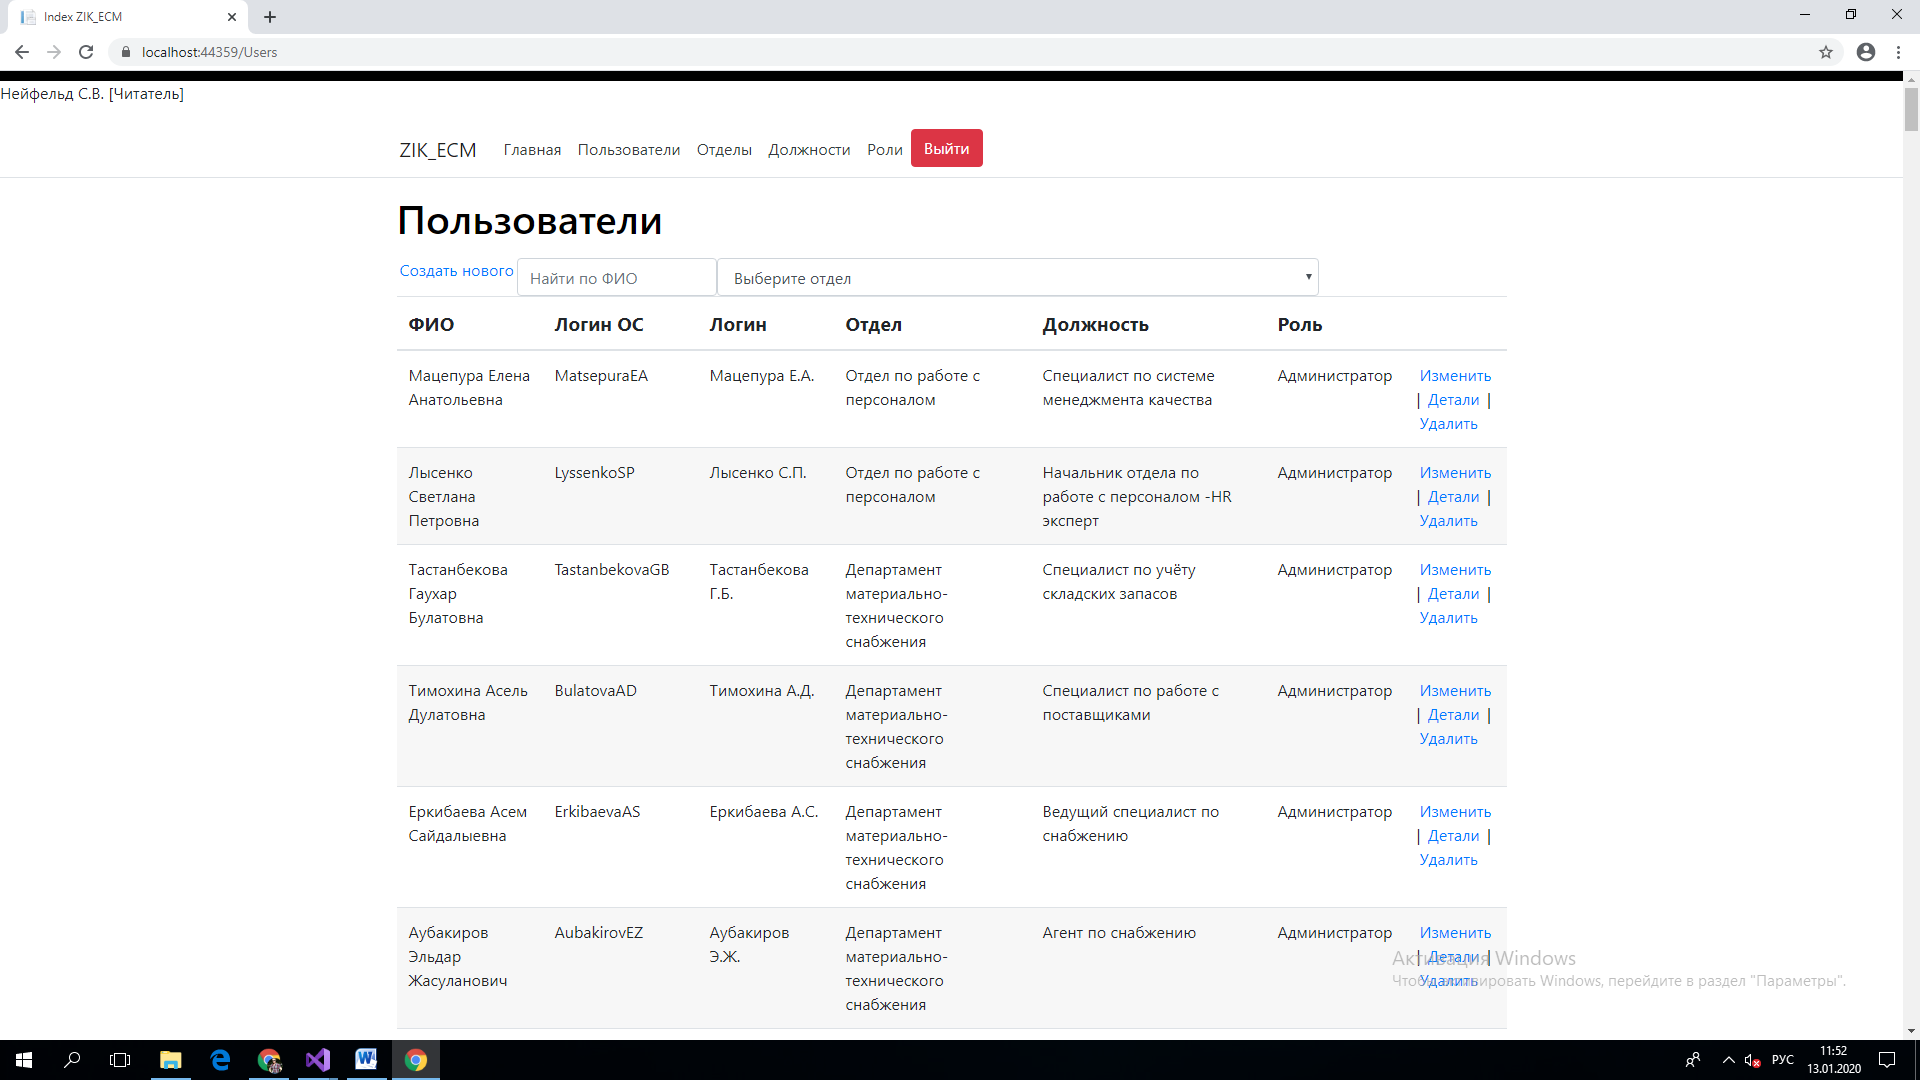 Index ZIK_ECM
localhost:44359/Users
Нейфельд С.В. [Читатель]
ZIK_ECM Главная Пользователи Отделы Должности Роли Выйти
Пользователи
Создать нового Найти по ФИО Выберите отдел
ФИО Логин ОС Логин Отдел Должность Роль
Мацепура Елена MatsepuraEA Мацепура Е.А. Отдел по работе с Специалист по системе Администратор Изменить
Анатольевна персоналом менеджмента качества | Детали |
Удалить
Лысенко LyssenkoSP Лысенко С.П. Отдел по работе с Начальник отдела по Администратор Изменить
Светлана персоналом работе с персоналом -HR | Детали |
Петровна эксперт Удалить
Тастанбекова TastanbekovaGB Тастанбекова Департамент Специалист по учёту Администратор Изменить
Гаухар Г.Б. материально- складских запасов | Детали |
Булатовна технического Удалить
снабжения
Тимохина Асель BulatovaAD Тимохина А.Д. Департамент Специалист по работе с Администратор Изменить
Дулатовна материально- поставщиками | Детали |
технического Удалить
снабжения
Еркибаева Асем ErkibaevaAS Еркибаева А.С. Департамент Ведущий специалист по Администратор Изменить
Сайдалыевна материально- снабжению | Детали |
технического Удалить
снабжения
Аубакиров AubakirovEZ Аубакиров Департамент Агент по снабжению Администратор Изменить
Эльдар Э.Ж. материально- | Детали |
Жасуланович технического Удалить
снабжения
Активация Windows
Чтобы активировать Windows, перейдите в раздел "Параметры".
РУС
11:52
13.01.2020